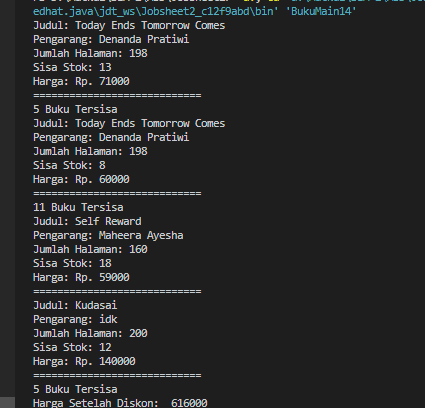 edhat.java\jdt_ws\Jobsheet2_c12f9abd\bin' 'BukuMain14'
Judul: Today Ends Tomorrow Comes
Pengarang: Denanda Pratiwi
Jumlah Halaman: 198
Sisa Stok: 13
Harga: Rp. 71000
============================
5 Buku Tersisa
Judul: Today Ends Tomorrow Comes
Pengarang: Denanda Pratiwi
Jumlah Halaman: 198
Sisa Stok: 8
Harga: Rp. 60000
============================
11 Buku Tersisa
Judul: Self Reward
Pengarang: Maheera Ayesha
Jumlah Halaman: 160
Sisa Stok: 18
Harga: Rp. 59000
============================
Judul: Kudasai
Pengarang: idk
Jumlah Halaman: 200
Sisa Stok: 12
Harga: Rp. 140000
============================
5 Buku Tersisa
Harga Setelah Diskon:  616000